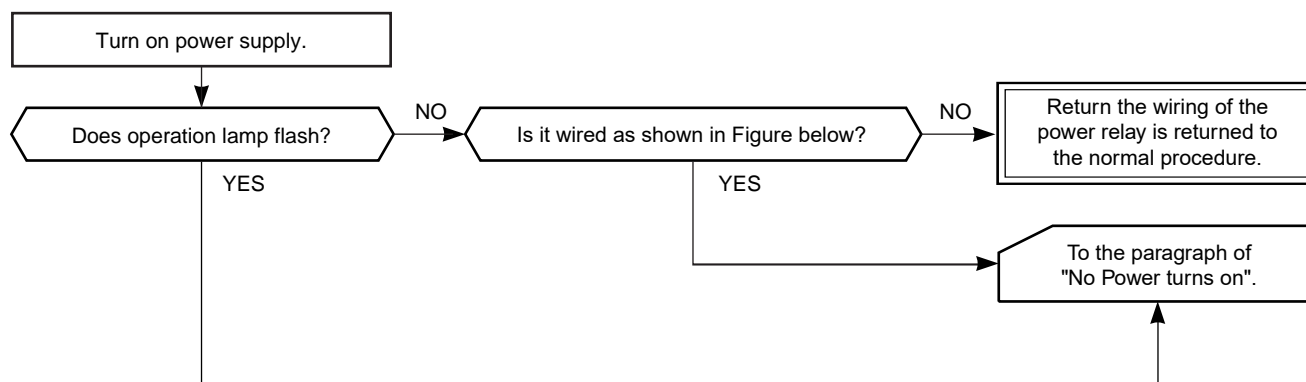 Turn on power supply.
Does operation lamp flash?
NO
Is it wired as shown in Figure below?
NO
Return the wiring of the
power relay is returned to
the normal procedure.
YES
YES
To the paragraph of
"No Power turns on".